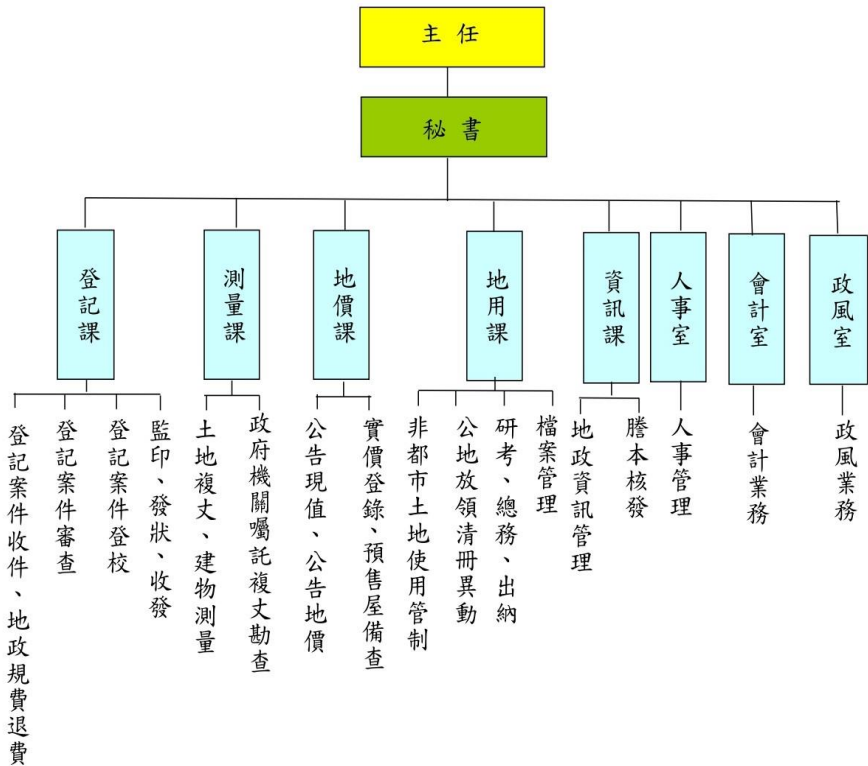 主任
秘書
登記課
測量課
地價課
地用課
資訊課
人事室
會計室
政風室
登記案件收件、地政規費退費
登記案件審查
登記案件登校
監印、發狀、收發
土地複丈、建物測量
政府機關囑託複丈勘查
公告現值、公告地價
實價登錄、預售屋備查
非都市土地使用管制
公地放領清冊異動
研考、總務、出納
檔案管理
地政資訊管理
謄本核發
人事管理
會計業務
政風業務